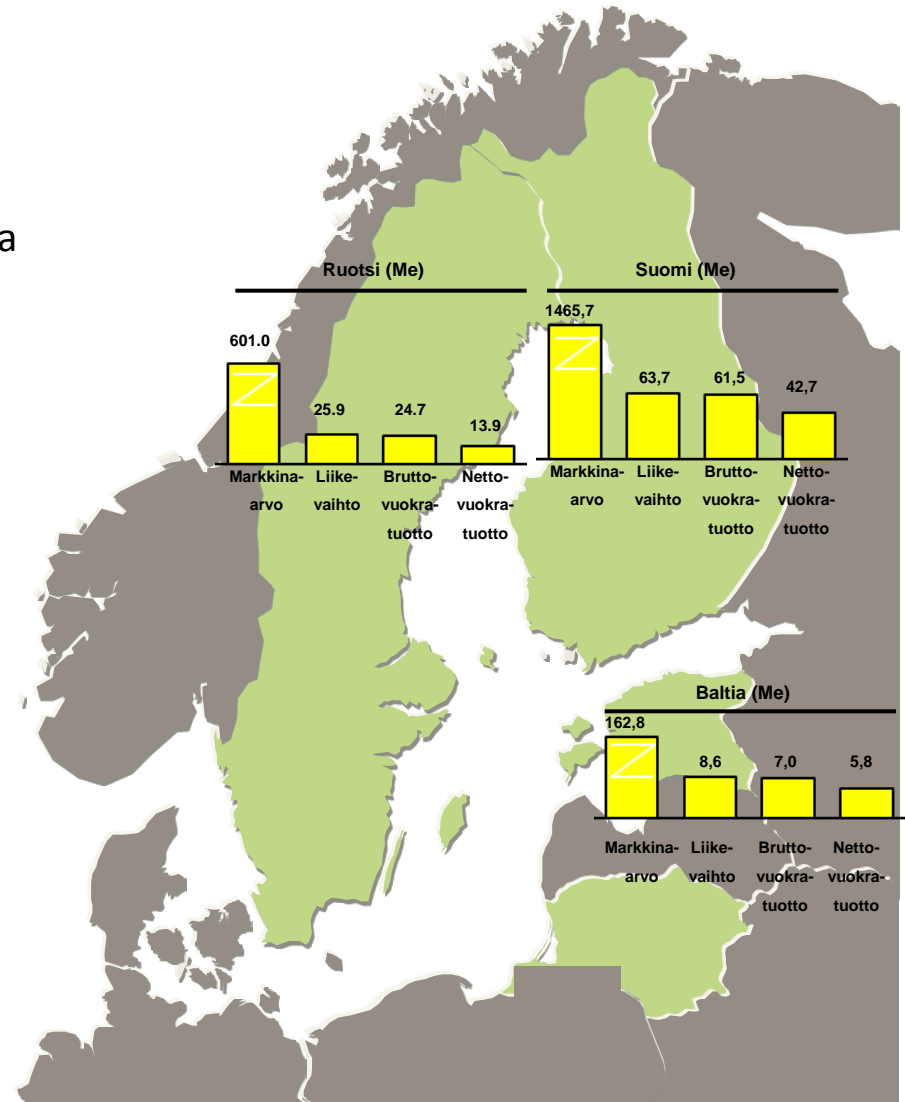 a
Ruotsi (Me)
601.0
25.9
24.7
13.9
Markkina-
arvo
Liike-
vaihto
Brutto-
vuokra-
tuotto
Netto-
vuokra-
tuotto
Suomi (Me)
1465,7
63,7
61,5
42,7
Markkina-
arvo
Liike-
vaihto
Brutto-
vuokra-
tuotto
Netto-
vuokra-
tuotto
Baltia (Me)
162,8
8,6
7,0
5,8
Markkina-
arvo
Liike-
vaihto
Brutto-
vuokra-
tuotto
Netto-
vuokra-
tuotto